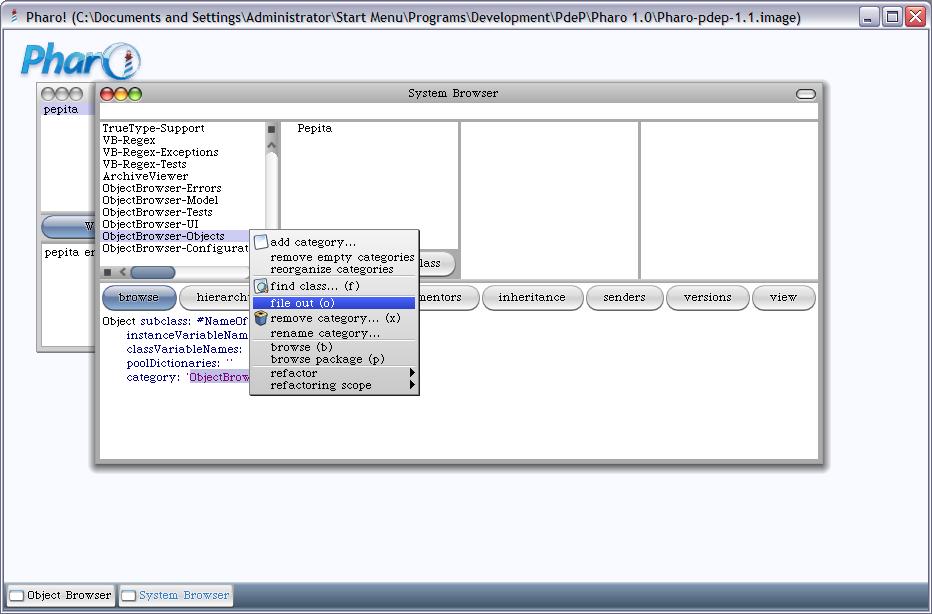 Pharo! (C:\Documents and Settings\Administrator\Start Menu\Programs\Development\PdeP\Pharo 1.0\Pharo-pdep-1.1.image)
Pharo
System Browser
pepita
W
pepita en
TrueType-Support
VB-Regex
VB-Regex-Exceptions
VB-Regex-Tests
ArchiveViewer
ObjectBrowser-Errors
ObjectBrowser-Model
ObjectBrowser-Tests
ObjectBrowser-UI
ObjectBrowser-Objects
ObjectBrowser-Configurat
Pepita
lass
add category...
remove empty categories
reorganize categories
find class... (f)
file out (o)
remove category... (x)
rename category...
browse (b)
browse package (p)
refactor
refactoring scope
browse hierarch mentors inheritance senders versions view
Object subclass: #NameOf
instanceVariableNam
classVariableNames:
poolDictionaries: ''
category: 'ObjectBrow
Object Browser System Browser